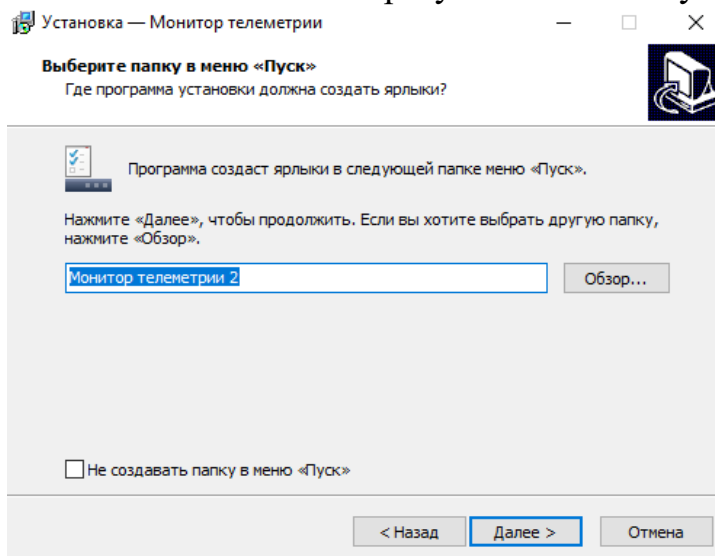 Установка — Монитор телеметрии
Выберите папку в меню «Пуск»
Где программа установки должна создать ярлыки?
Программа создаст ярлыки в следующей папке меню «Пуск».
Нажмите «Далее», чтобы продолжить. Если вы хотите выбрать другую папку,
нажмите «Обзор».
Монитор телеметрии 2
Обзор...
Не создавать папку в меню «Пуск»
< Назад
Далее >
Отмена